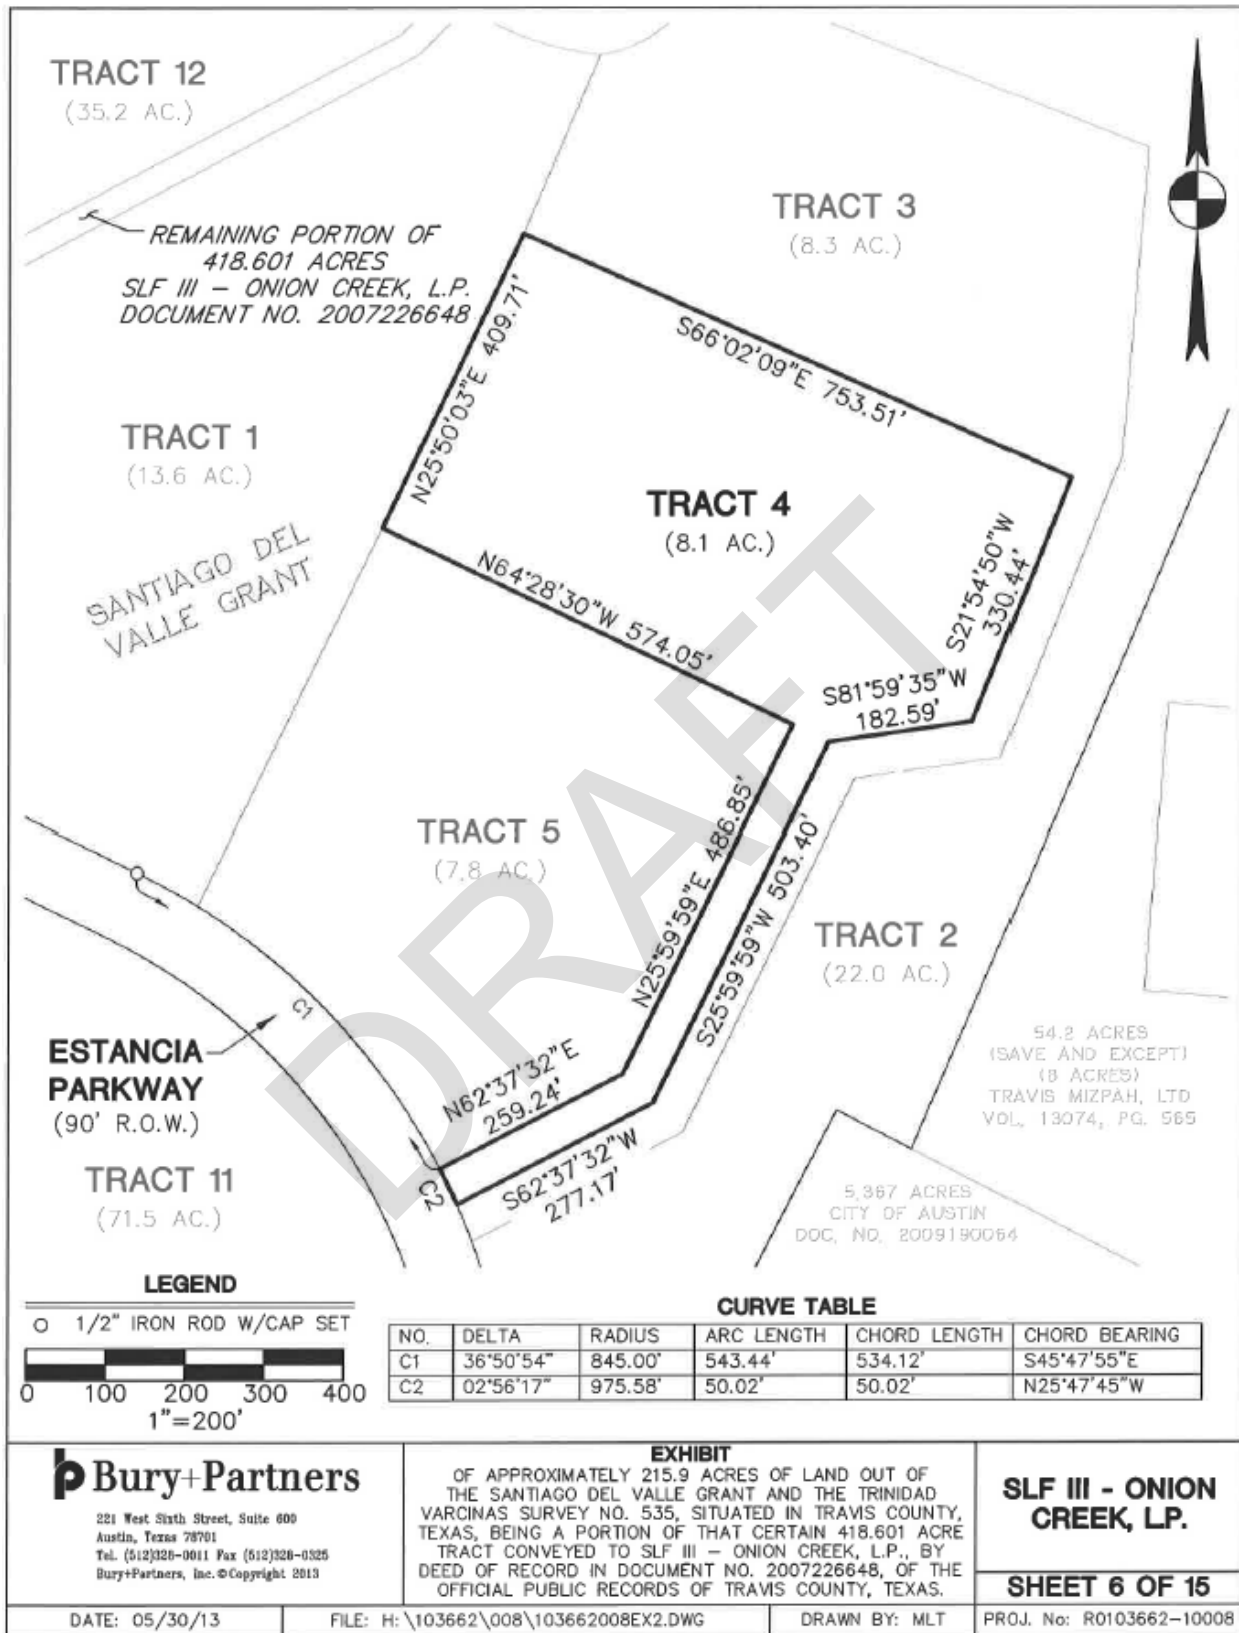 TRACT 12
(35.2 AC.)
REMAINING PORTION OF
418.601 ACRES
SLF III – ONION CREEK, L.P.
DOCUMENT NO. 2007226648
TRACT 3
(8.3 AC.)
N25°50'03"E 409.71'
S66°02'09"E 753.51'
TRACT 1
(13.6 AC.)
TRACT 4
(8.1 AC.)
SANTIAGO DEL
VALLE GRANT
N64°28'30"W 574.05'
S21°54'50"W
330.44'
S81°59'35"W
182.59'
TRACT 5
(7.8 AC.)
N25°59'59"E 486.85'
S25°59'59"W 503.40'
TRACT 2
(22.0 AC.)
C1
ESTANCIA
PARKWAY
(90' R.O.W.)
N62°37'32"E
259.24'
S62°37'32"W
277.17'
C2
54.2 ACRES
(SAVE AND EXCEPT)
(8 ACRES)
TRAVIS MIZPAH, LTD
VOL. 13074, PG. 565
TRACT 11
(71.5 AC.)
5.367 ACRES
CITY OF AUSTIN
DOC. NO. 2009190064
DRAFT
LEGEND
1/2" IRON ROD W/CAP SET
0 100 200 300 400
1"=200'
CURVE TABLE
NO. DELTA RADIUS ARC LENGTH CHORD LENGTH CHORD BEARING
C1 36°50'54" 845.00' 543.44' 534.12' S45°47'55"E
C2 02°56'17" 975.58' 50.02' 50.02' N25°47'45"W
Bury+Partners
221 West Sixth Street, Suite 600
Austin, Texas 78701
Tel. (512)328-0011 Fax (512)328-0325
Bury+Partners, Inc. ©Copyright 2013
EXHIBIT
OF APPROXIMATELY 215.9 ACRES OF LAND OUT OF
THE SANTIAGO DEL VALLE GRANT AND THE TRINIDAD
VARCINAS SURVEY NO. 535, SITUATED IN TRAVIS COUNTY,
TEXAS, BEING A PORTION OF THAT CERTAIN 418.601 ACRE
TRACT CONVEYED TO SLF III – ONION CREEK, L.P., BY
DEED OF RECORD IN DOCUMENT NO. 2007226648, OF THE
OFFICIAL PUBLIC RECORDS OF TRAVIS COUNTY, TEXAS.
SLF III - ONION
CREEK, L.P.
SHEET 6 OF 15
DATE: 05/30/13
FILE: H:\103662\008\103662008EX2.DWG
DRAWN BY: MLT
PROJ. No: R0103662-10008